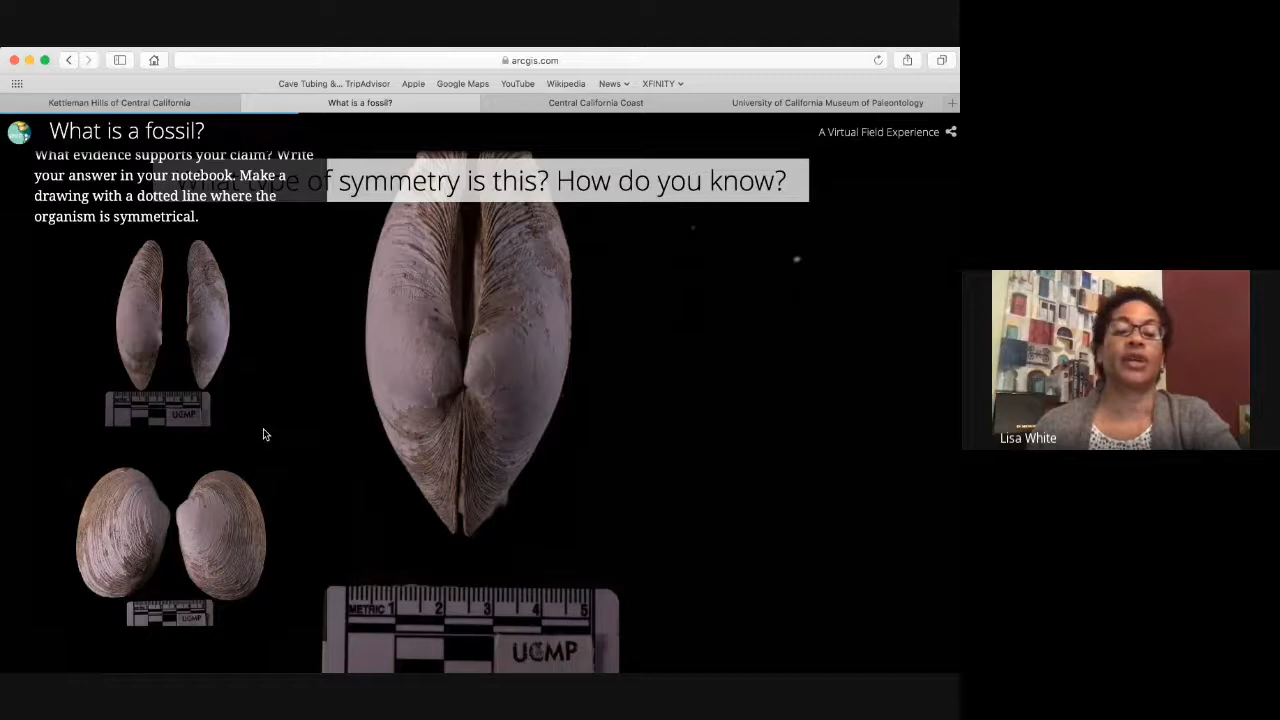 arcgis.com
Cave Tubing &... TripAdvisor Apple Google Maps YouTube Wikipedia News XFINITY
Kettleman Hills of Central California What is a fossil? Central California Coast University of California Museum of Paleontology
What is a fossil?
A Virtual Field Experience
What evidence supports your claim? Write
your answer in your notebook. Make a
drawing with a dotted line where the
organism is symmetrical.
What type of symmetry is this? How do you know?
UCMP
UCMP
METRIC 1 2 3 4 5
UCMP
Lisa White